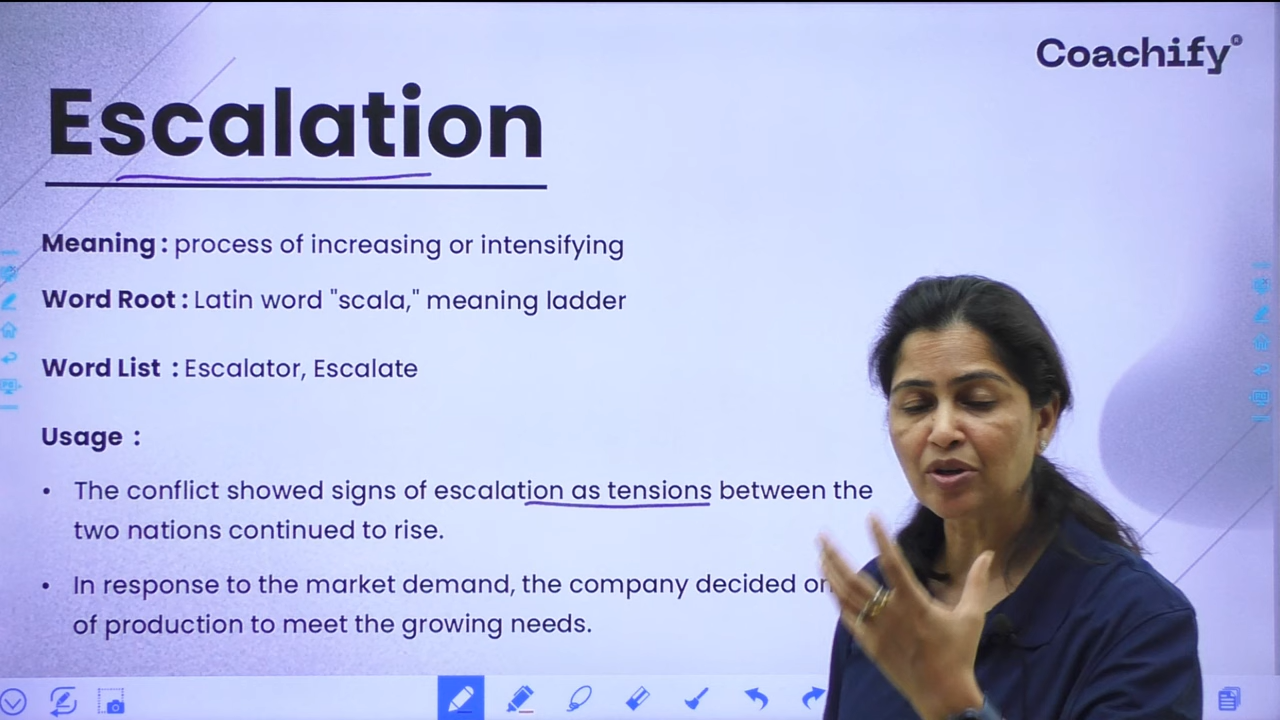 Coachify
Escalation
Meaning : process of increasing or intensifying
Word Root : Latin word "scala," meaning ladder
Word List : Escalator, Escalate
Usage :
• The conflict showed signs of escalation as tensions between the
two nations continued to rise.
• In response to the market demand, the company decided on
of production to meet the growing needs.